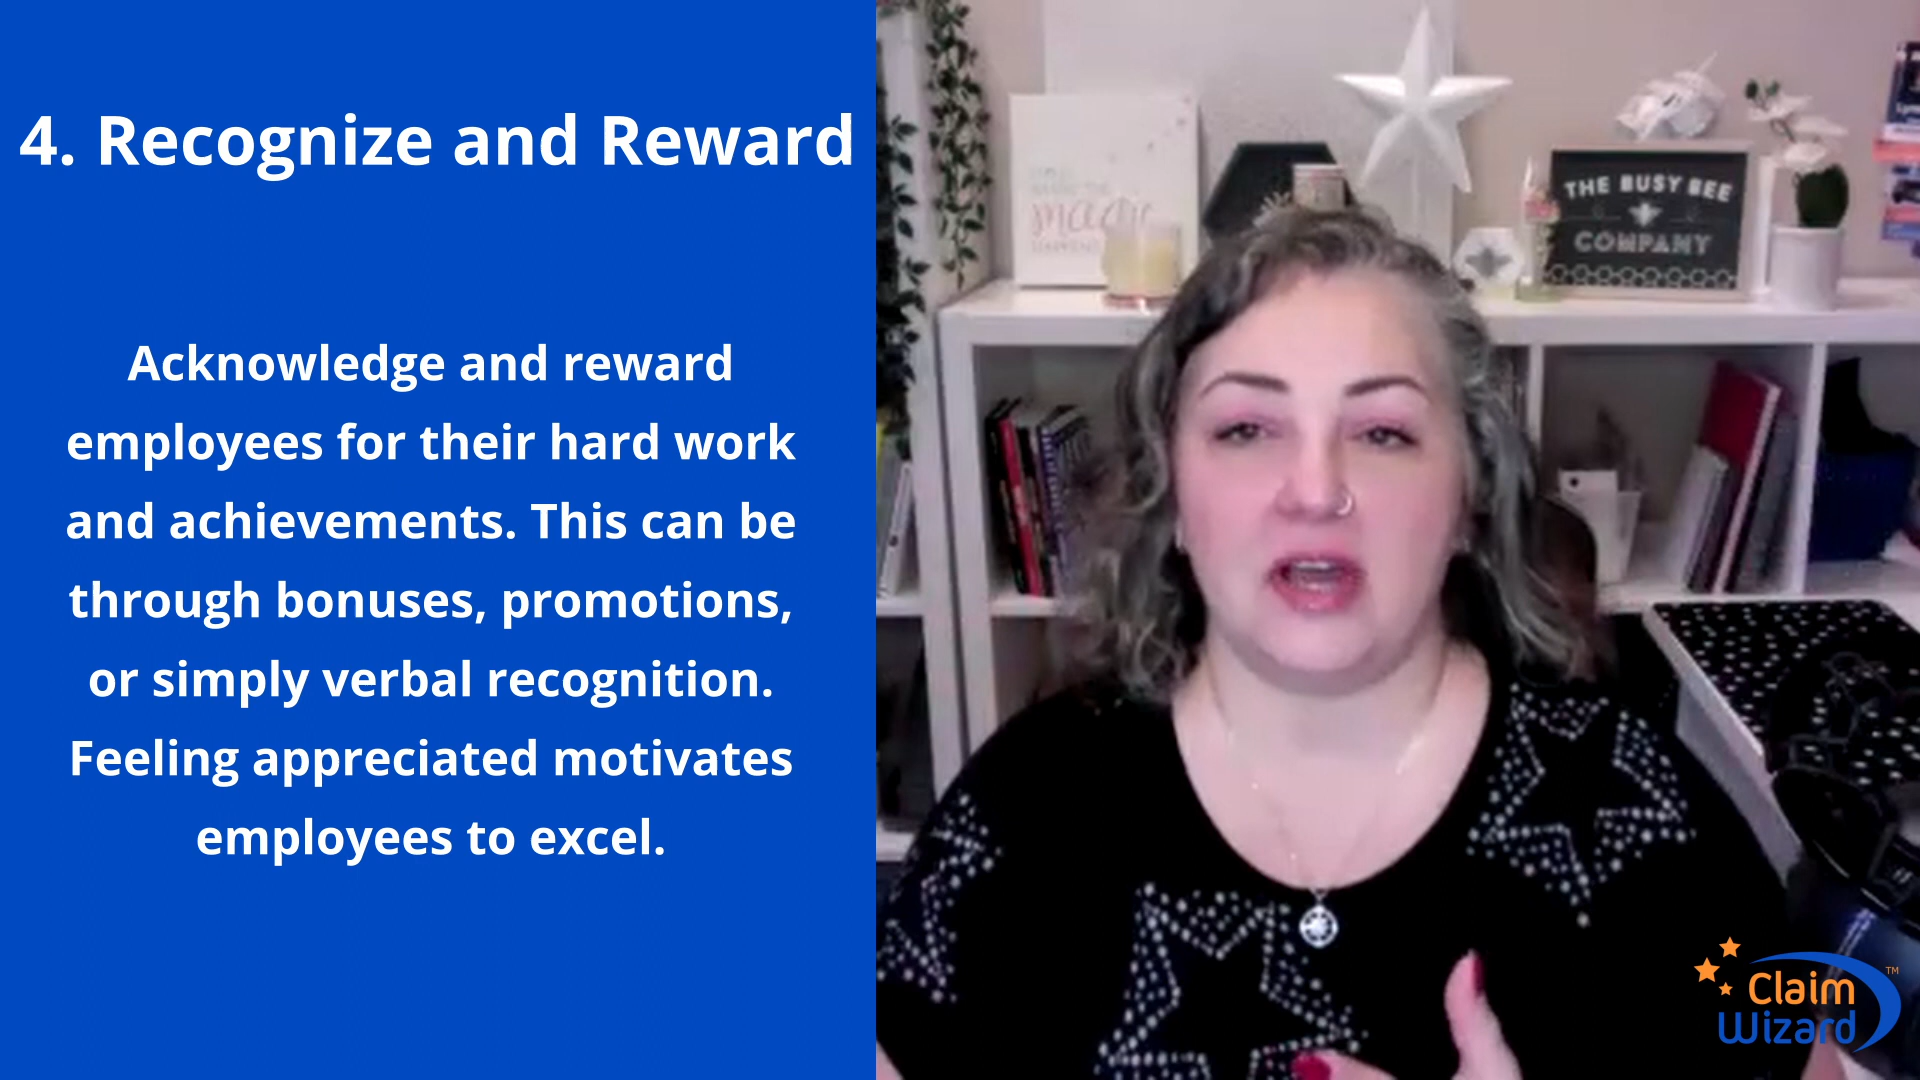 4. Recognize and Reward
Acknowledge and reward
employees for their hard work
and achievements. This can be
through bonuses, promotions,
or simply verbal recognition.
Feeling appreciated motivates
employees to excel.
magic
THE BUSY BEE
COMPANY
Claim
Wizard
TM